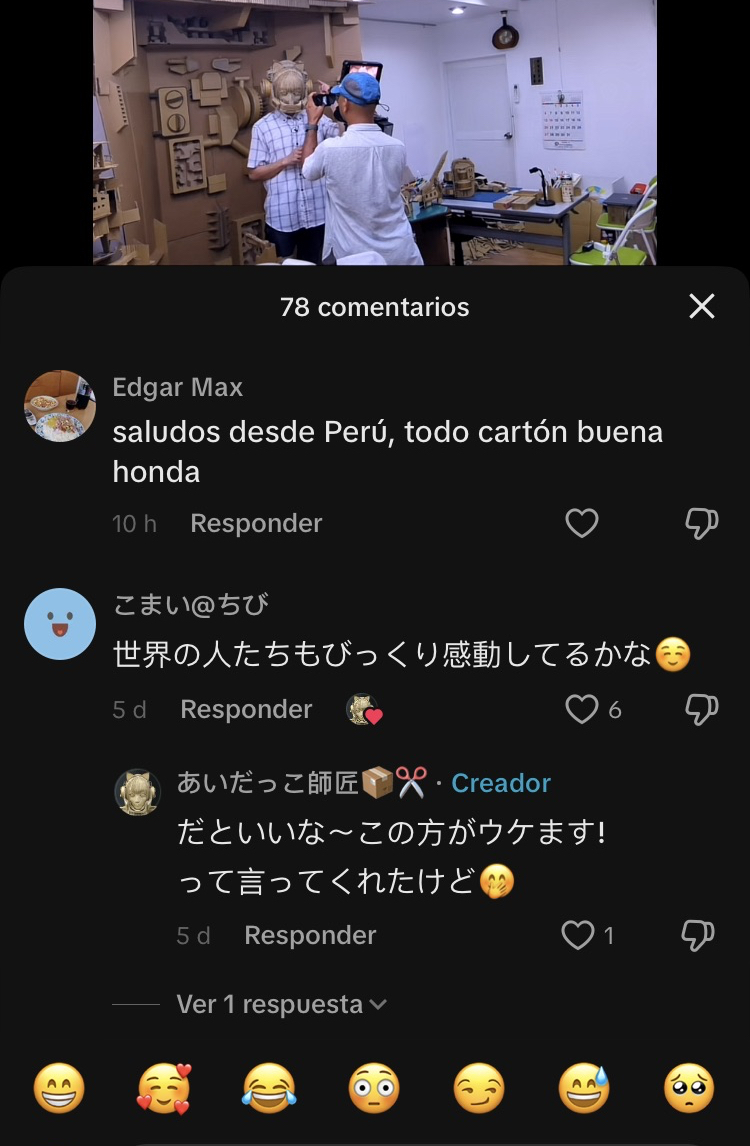 78 comentarios
Edgar Max
saludos desde Perú, todo cartón buena
honda
10 h Responder
こまい@ちび
世界の人たちもびっくり感動してるかな☺️
5 d Responder 6
あいだっこ師匠📦✂️ · Creador
だといいな〜この方がウケます!
って言ってくれたけど🤭
5 d Responder 1
Ver 1 respuesta